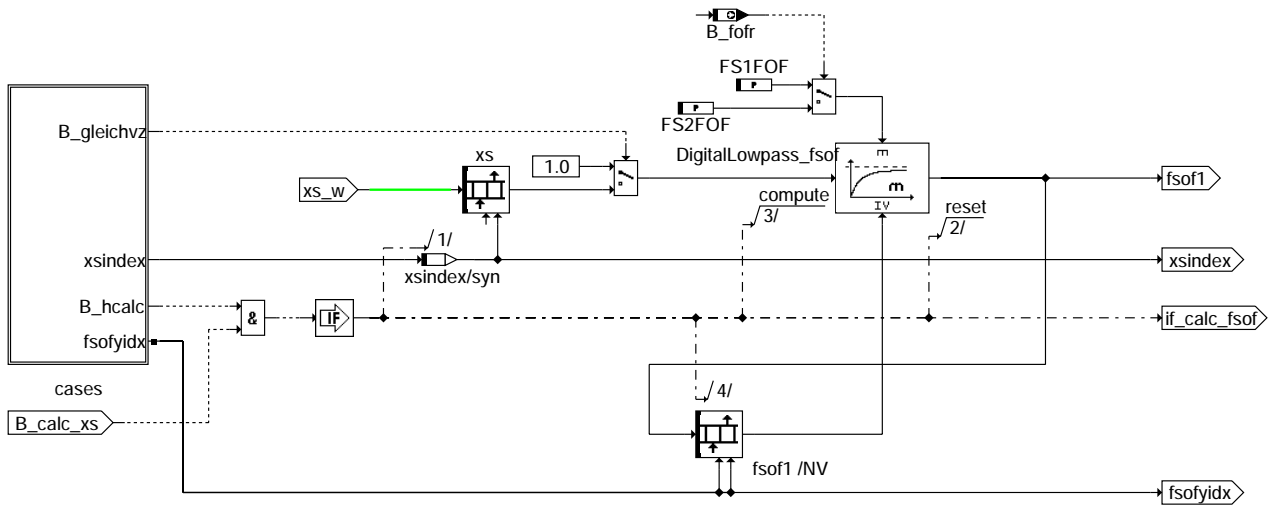 B_fofr
FS1FOF
P
P
FS2FOF
B_gleichvz
xs
1.0
DigitalLowpass_fsof
E
m
IV
xs_w
fsof1
compute
3/
reset
2/
/1/
xsindex
xsindex/syn
xsindex
B_hcalc
&
IF
if_calc_fsof
fsofyidx
cases
/4/
B_calc_xs
fsof1 /NV
fsofyidx